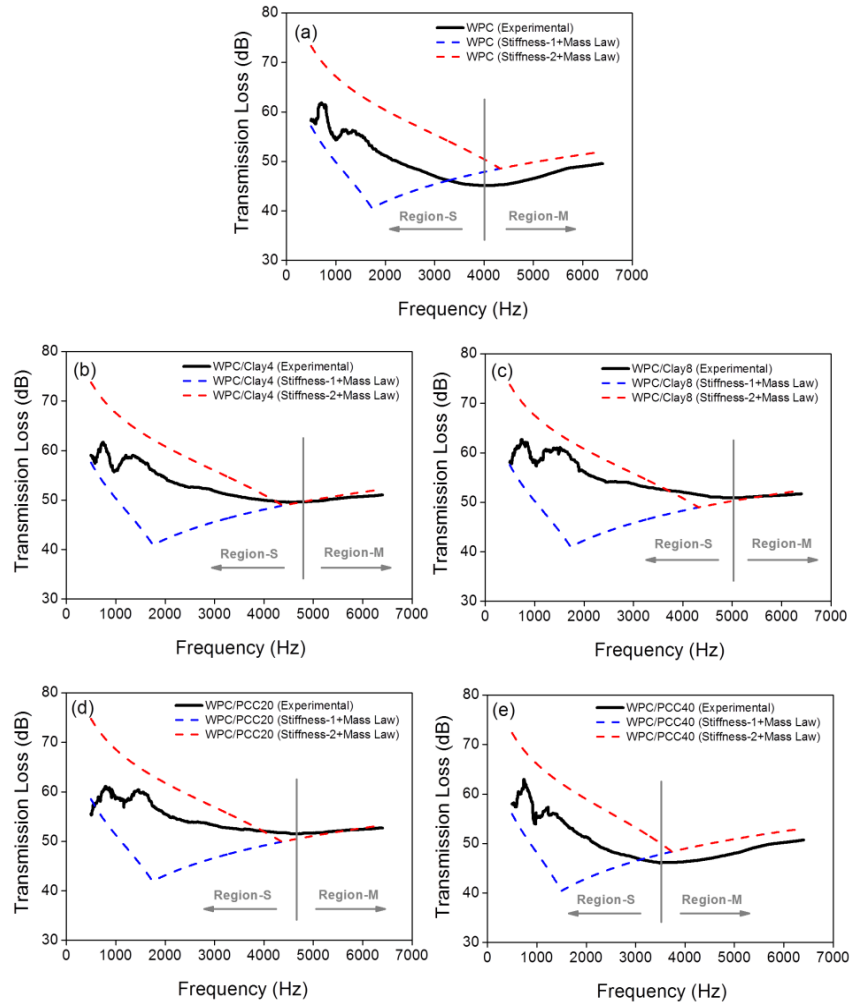 (a)
WPC (Experimental)
WPC (Stiffness-1+Mass Law)
WPC (Stiffness-2+Mass Law)
Transmission Loss (dB)
80
70
60
50
40
30
Region-S
Region-M
0 1000 2000 3000 4000 5000 6000 7000
Frequency (Hz)
(b)
WPC/Clay4 (Experimental)
WPC/Clay4 (Stiffness-1+Mass Law)
WPC/Clay4 (Stiffness-2+Mass Law)
Transmission Loss (dB)
80
70
60
50
40
30
Region-S
Region-M
0 1000 2000 3000 4000 5000 6000 7000
Frequency (Hz)
(c)
WPC/Clay8 (Experimental)
WPC/Clay8 (Stiffness-1+Mass Law)
WPC/Clay8 (Stiffness-2+Mass Law)
Transmission Loss (dB)
80
70
60
50
40
30
Region-S
Region-M
0 1000 2000 3000 4000 5000 6000 7000
Frequency (Hz)
(d)
WPC/PCC20 (Experimental)
WPC/PCC20 (Stiffness-1+Mass Law)
WPC/PCC20 (Stiffness-2+Mass Law)
Transmission Loss (dB)
80
70
60
50
40
30
Region-S
Region-M
0 1000 2000 3000 4000 5000 6000 7000
Frequency (Hz)
(e)
WPC/PCC40 (Experimental)
WPC/PCC40 (Stiffness-1+Mass Law)
WPC/PCC40 (Stiffness-2+Mass Law)
Transmission Loss (dB)
80
70
60
50
40
30
Region-S
Region-M
0 1000 2000 3000 4000 5000 6000 7000
Frequency (Hz)